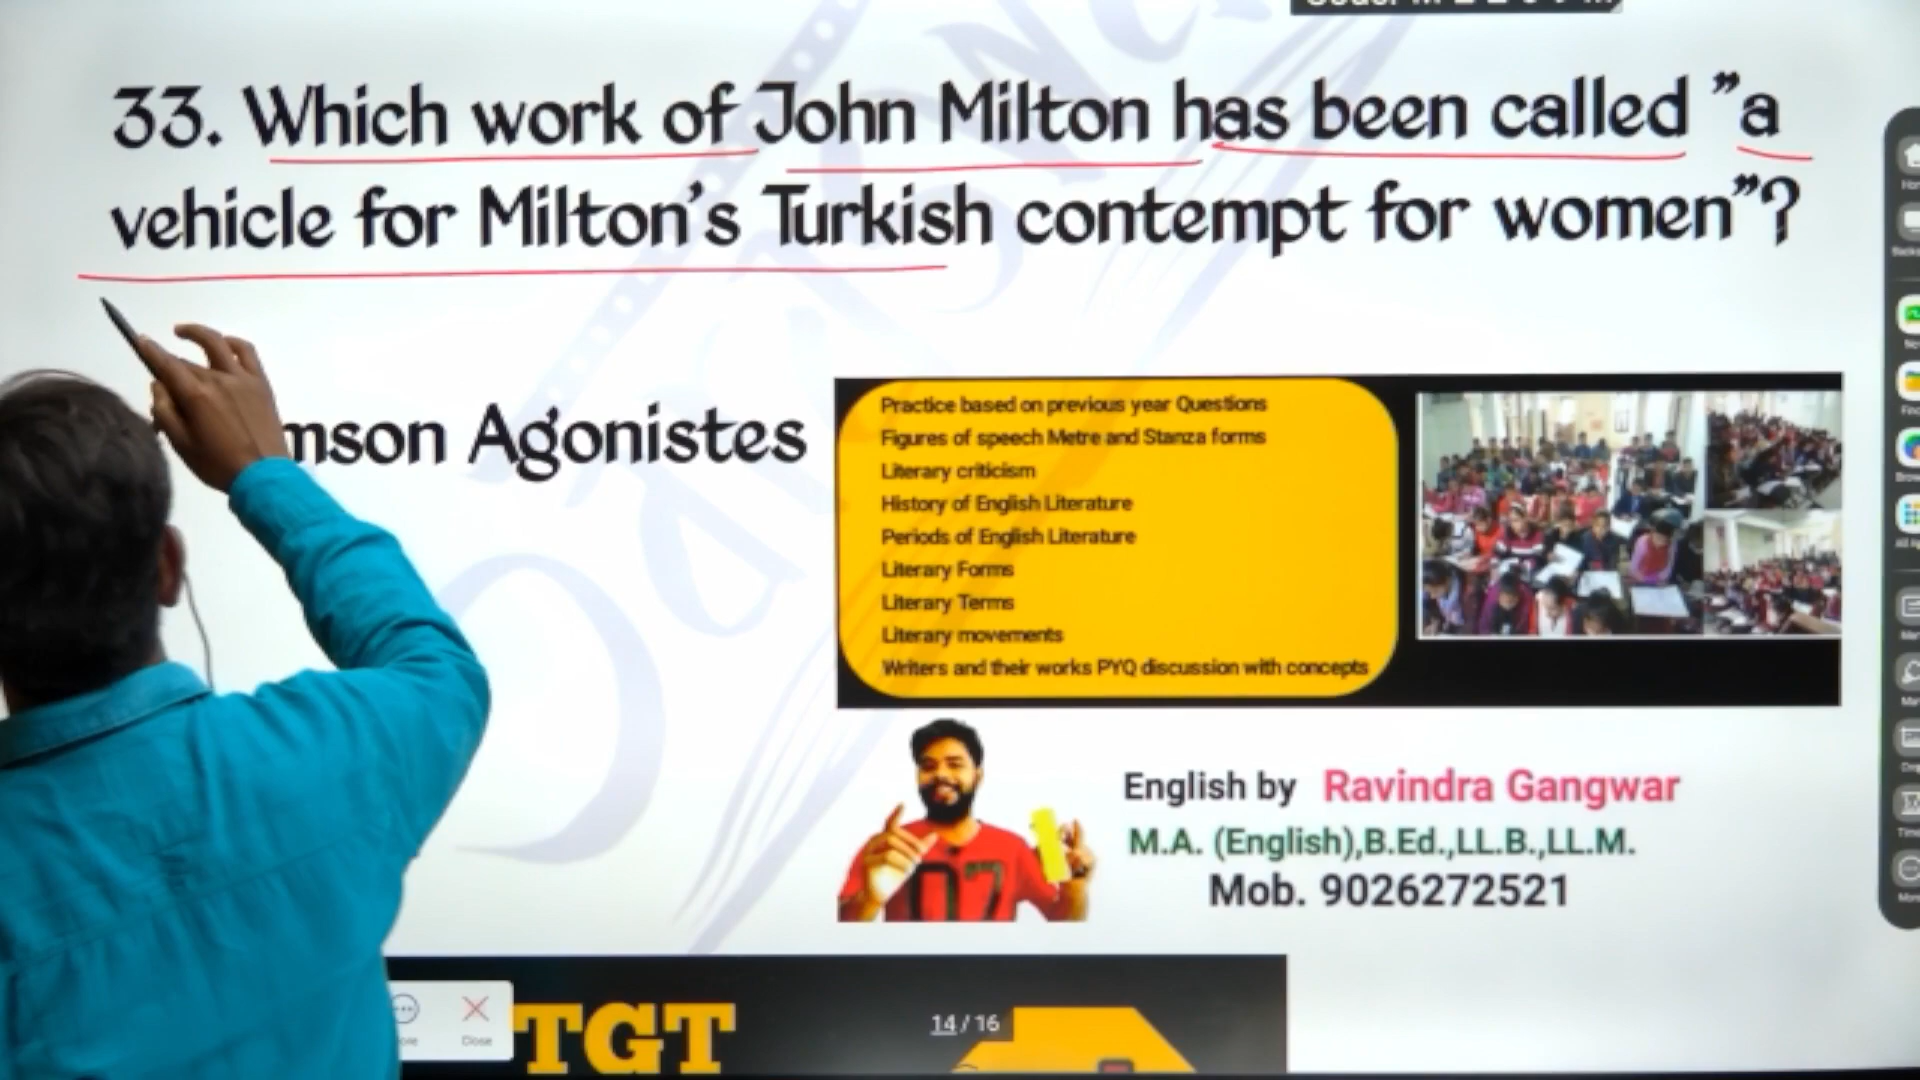 33. Which work of John Milton has been called "a
vehicle for Milton's Turkish contempt for women"?
mson Agonistes
Practice based on previous year Questions
Figures of speech Metre and Stanza forms
Literary criticism
History of English Literature
Periods of English Literature
Literary Forms
Literary Terms
Literary movements
Writers and their works PYQ discussion with concepts
07
English by Ravindra Gangwar
M.A. (English),B.Ed.,LL.B.,LL.M.
Mob. 9026272521
Close
TGT
14 / 16